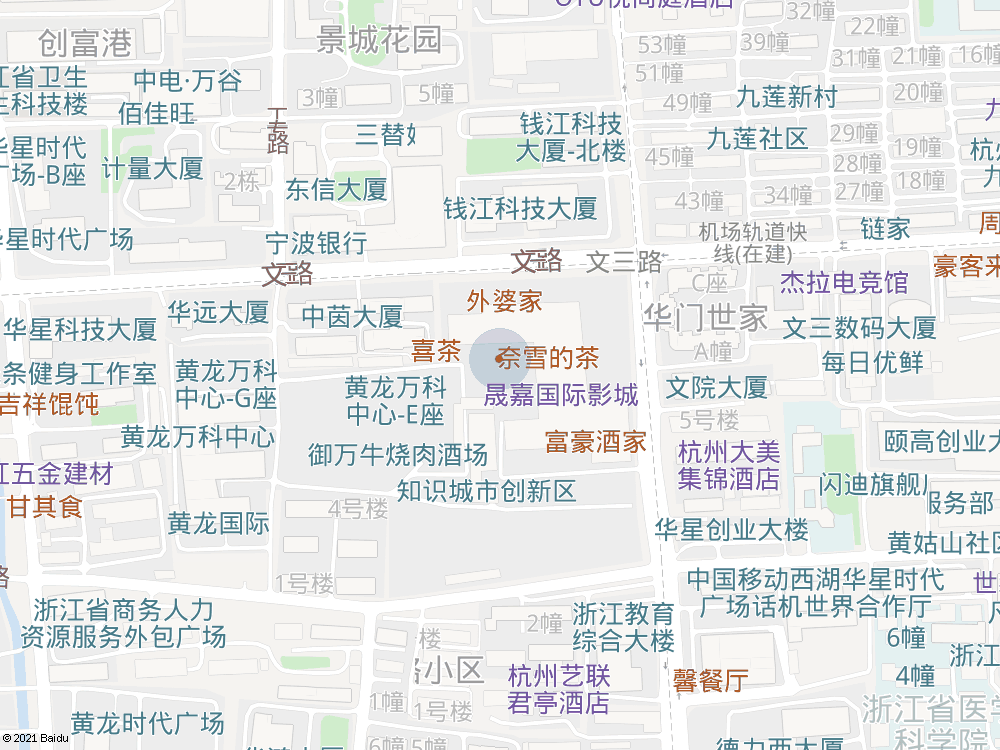 创富港
景城花园
32幢
22幢
53幢
39幢
31幢
21幢
16幢
51幢
中电·万谷
江省卫生
佰佳旺
3幢
5幢
49幢
九莲新村
20幢
钱江科技
大厦-北楼
三替
九莲社区
29幢
19幢
华星时代
广场-B座
计量大厦
45幢
28幢
2栋
东信大厦
34幢
27幢
18幢
钱江科技大厦
43幢
华星时代广场
宁波银行
机场轨道快
线(在建)
链家
文三路
C座
杰拉电竞馆
豪客来
华星科技大厦
华远大厦
中茵大厦
外婆家
华门世家
文三数码大厦
A幢
喜茶
奈雪的茶
每日优鲜
条健身工作室
吉祥馄饨
黄龙万科
中心-G座
黄龙万科
中心-E座
晟嘉国际影城
文院大厦
5号楼
黄龙万科中心
御万牛烧肉酒场
富豪酒家
杭州大美
集锦酒店
颐高创业大
江五金建材
甘其食
知识城市创新区
闪迪旗舰
服务部
4号楼
黄龙国际
华星创业大楼
黄姑山社区
1号楼
中国移动西湖华星时代
广场话机世界合作厅
浙江省商务人力
资源服务外包广场
2幢
浙江教育
综合大楼
6幢
浙江
4幢
号楼
路小区
杭州艺联
君亭酒店
馨餐厅
1幢
1号楼
黄龙时代广场
浙江省医学
科学院
6幢
5幢
德力西大厦
© 2021 Baidu